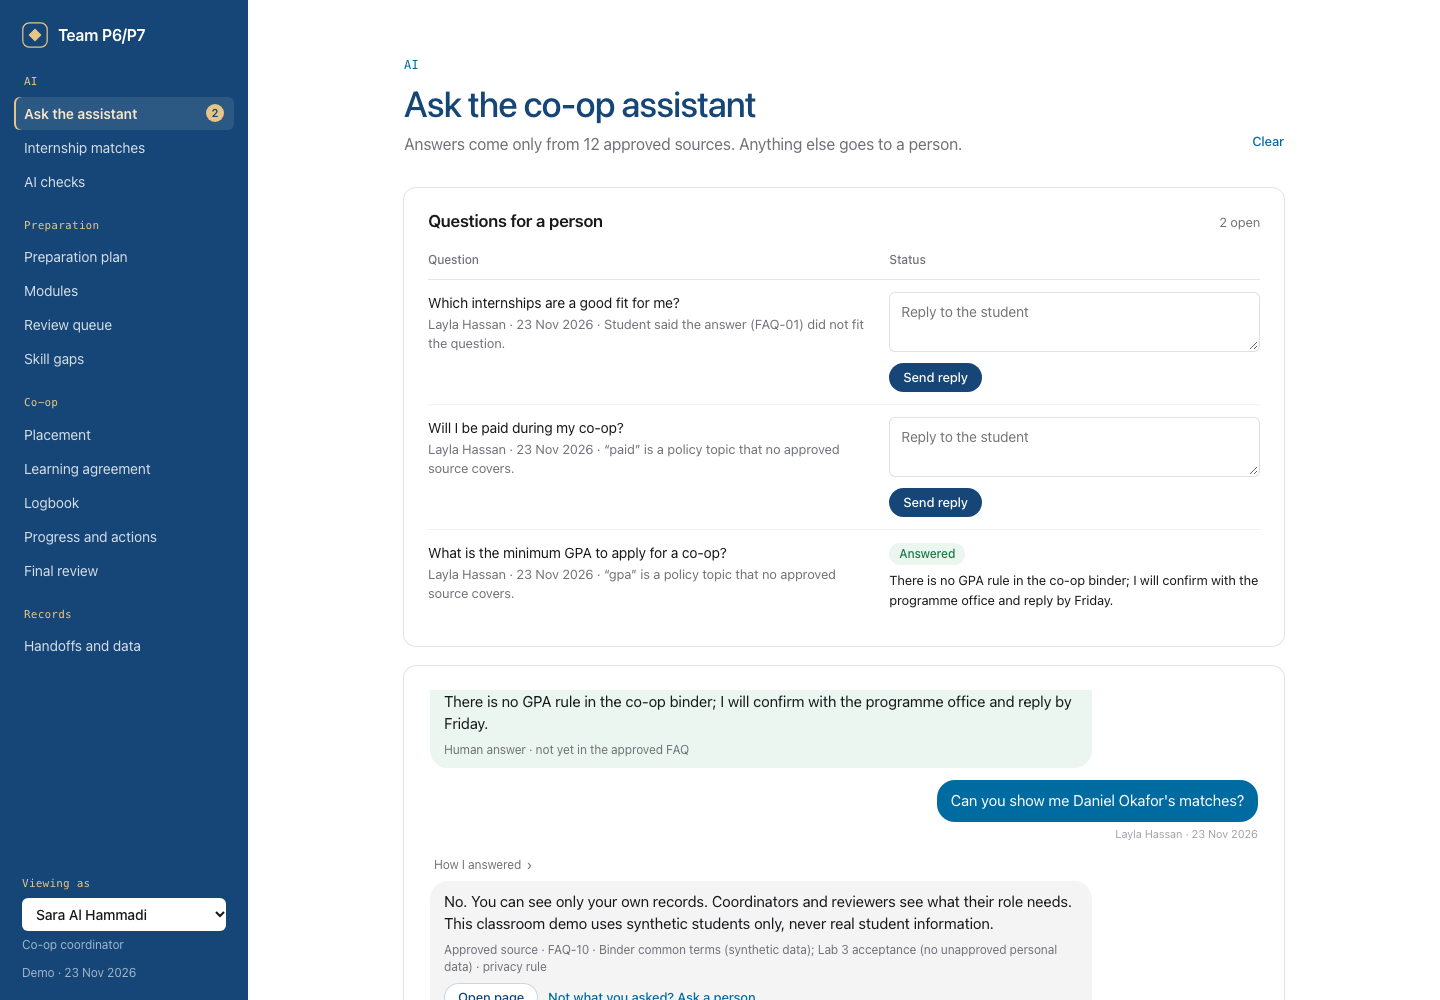 Team P6/P7
AI
Ask the assistant
2
Internship matches
AI checks
Preparation
Preparation plan
Modules
Review queue
Skill gaps
Co-op
Placement
Learning agreement
Logbook
Progress and actions
Final review
Records
Handoffs and data
Viewing as
Sara Al Hammadi
Co-op coordinator
Demo · 23 Nov 2026
AI
Ask the co-op assistant
Answers come only from 12 approved sources. Anything else goes to a person.
Clear
Questions for a person
2 open
Question
Status
Which internships are a good fit for me?
Layla Hassan · 23 Nov 2026 · Student said the answer (FAQ-01) did not fit
the question.
Reply to the student
Send reply
Will I be paid during my co-op?
Layla Hassan · 23 Nov 2026 · “paid” is a policy topic that no approved
source covers.
Reply to the student
Send reply
What is the minimum GPA to apply for a co-op?
Layla Hassan · 23 Nov 2026 · “gpa” is a policy topic that no approved
source covers.
Answered
There is no GPA rule in the co-op binder; I will confirm with the
programme office and reply by Friday.
There is no GPA rule in the co-op binder; I will confirm with the programme office and reply by
Friday.
Human answer · not yet in the approved FAQ
Can you show me Daniel Okafor's matches?
Layla Hassan · 23 Nov 2026
How I answered ›
No. You can see only your own records. Coordinators and reviewers see what their role needs.
This classroom demo uses synthetic students only, never real student information.
Approved source · FAQ-10 · Binder common terms (synthetic data); Lab 3 acceptance (no unapproved personal
data) · privacy rule
Open page
Not what you asked? Ask a person